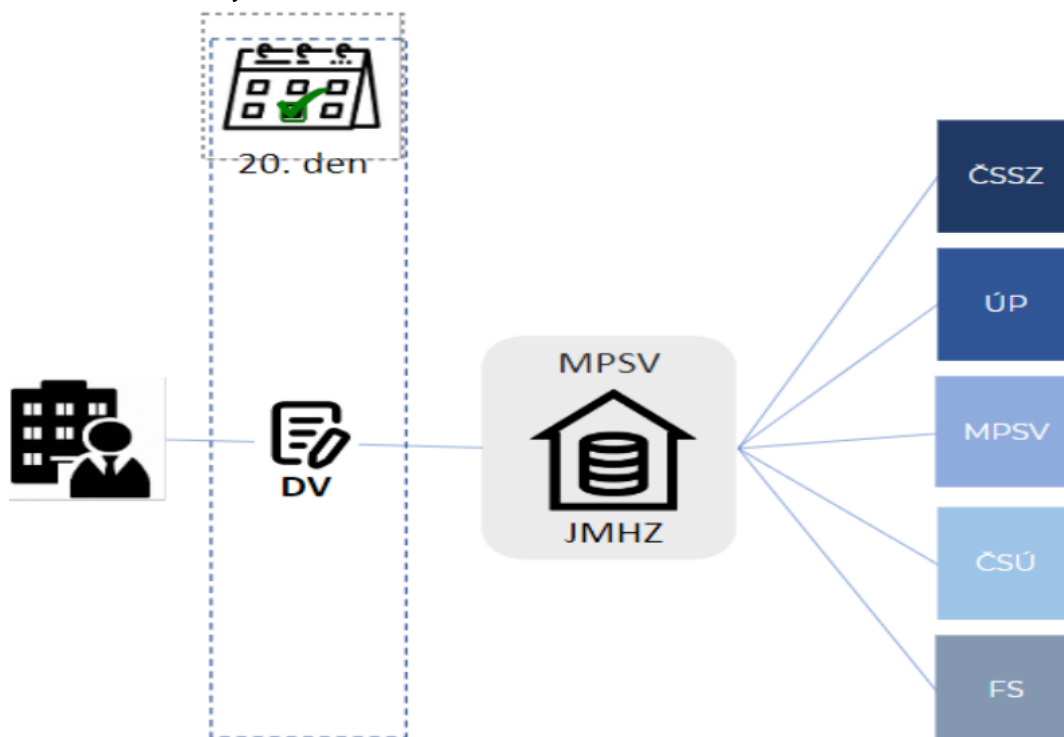 20. den
DV
MPSV
JMHZ
ČSSZ
ÚP
MPSV
ČSÚ
FS